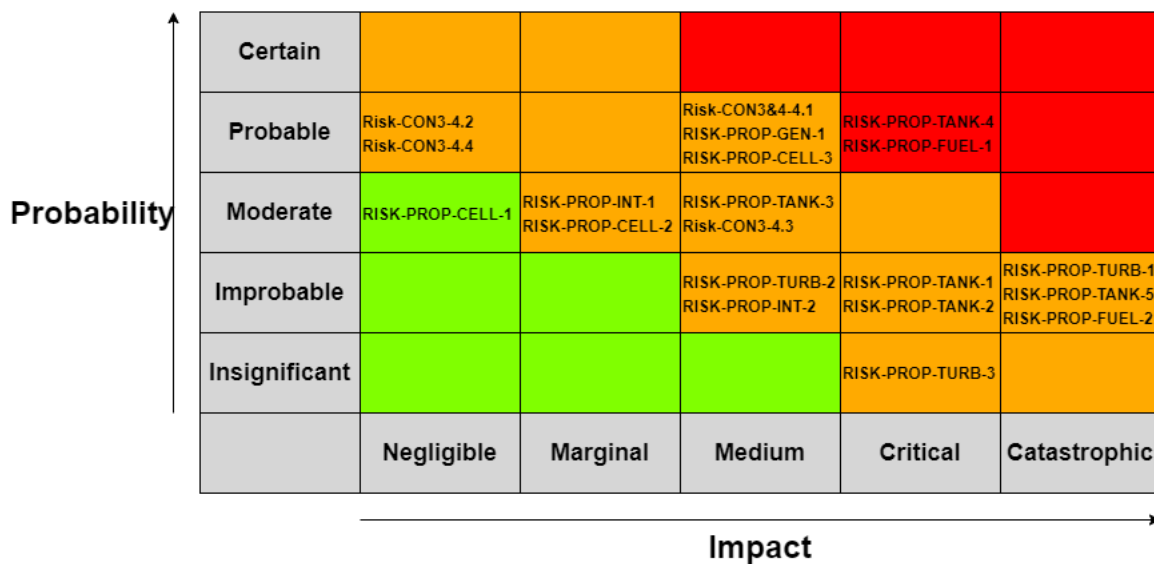 Probability
Certain
Probable
Risk-CON3-4.2
Risk-CON3-4.4
Risk-CON3&4-4.1
RISK-PROP-GEN-1
RISK-PROP-CELL-3
RISK-PROP-TANK-4
RISK-PROP-FUEL-1
Moderate
RISK-PROP-CELL-1
RISK-PROP-INT-1
RISK-PROP-CELL-2
RISK-PROP-TANK-3
Risk-CON3-4.3
Improbable
RISK-PROP-TURB-2
RISK-PROP-INT-2
RISK-PROP-TANK-1
RISK-PROP-TANK-2
RISK-PROP-TURB-1
RISK-PROP-TANK-5
RISK-PROP-FUEL-2
Insignificant
RISK-PROP-TURB-3
Negligible
Marginal
Medium
Critical
Catastrophic
Impact